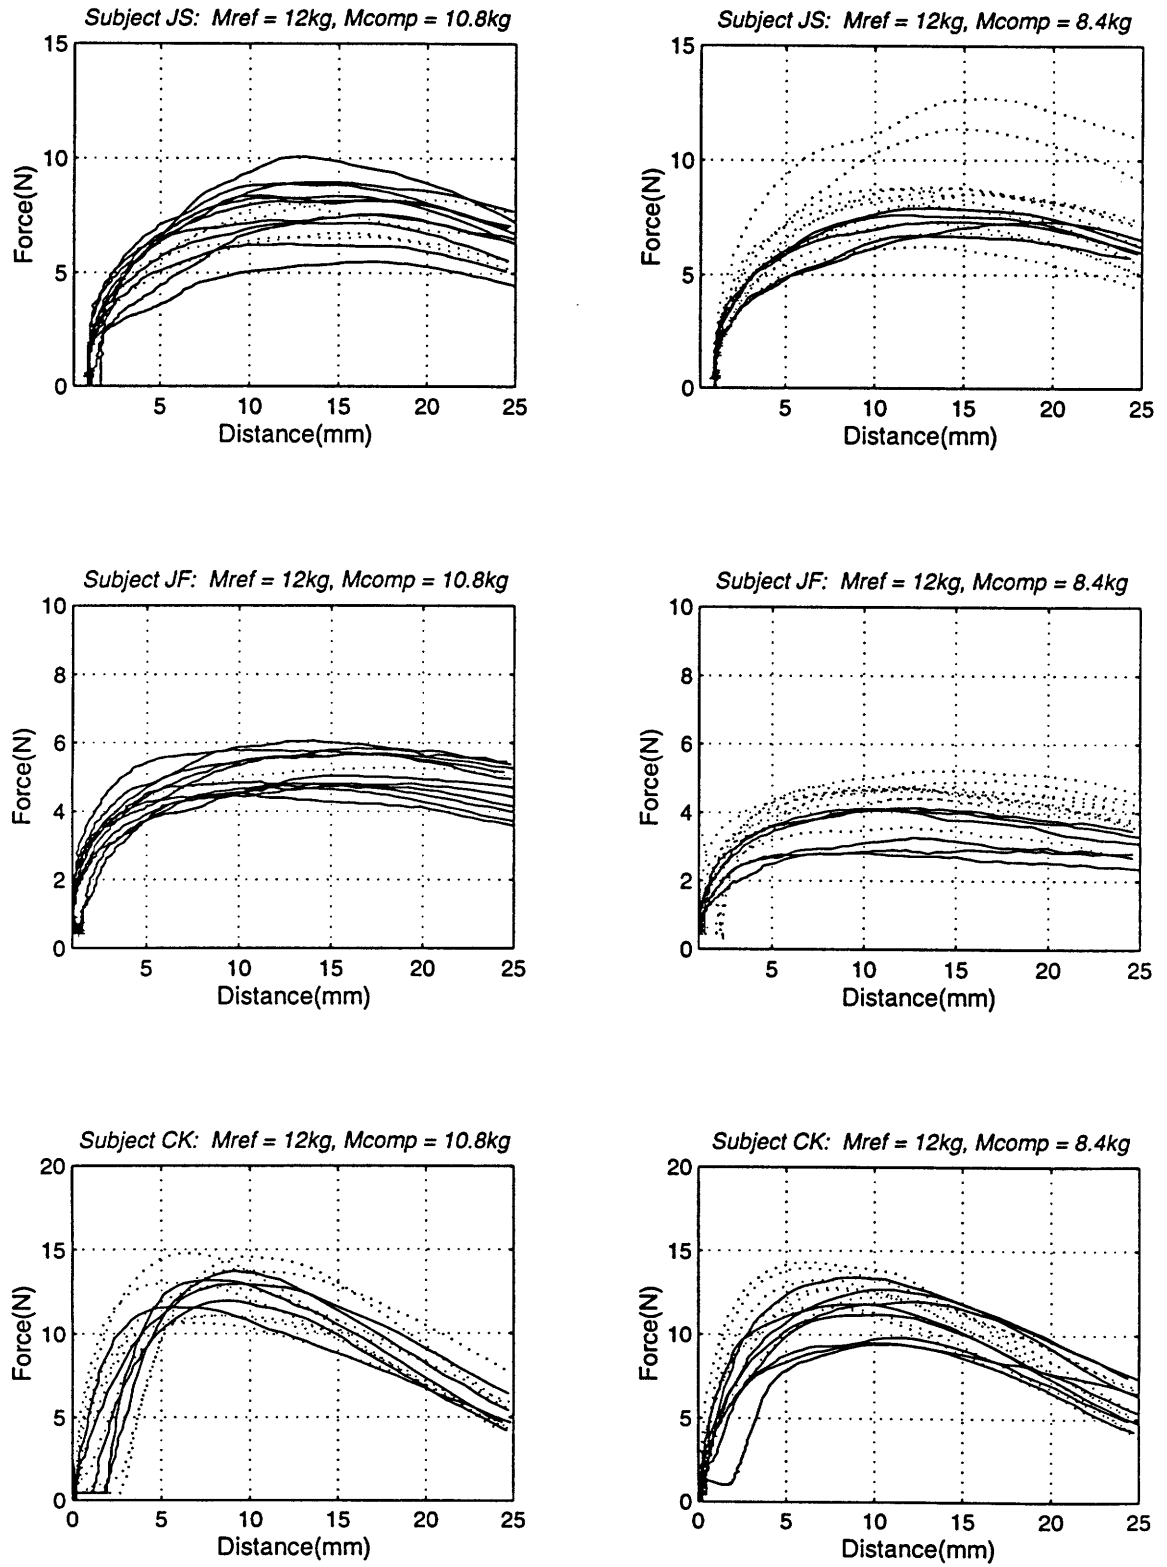 Subject JS: Mref = 12kg, Mcomp = 10.8kg
15
10
5
0
Force(N)
5 10 15 20 25
Distance(mm)
Subject JS: Mref = 12kg, Mcomp = 8.4kg
15
10
5
0
Force(N)
5 10 15 20 25
Distance(mm)
Subject JF: Mref = 12kg, Mcomp = 10.8kg
10
8
6
4
2
0
Force(N)
5 10 15 20 25
Distance(mm)
Subject JF: Mref = 12kg, Mcomp = 8.4kg
10
8
6
4
2
0
Force(N)
5 10 15 20 25
Distance(mm)
Subject CK: Mref = 12kg, Mcomp = 10.8kg
20
15
10
5
0
Force(N)
0 5 10 15 20 25
Distance(mm)
Subject CK: Mref = 12kg, Mcomp = 8.4kg
20
15
10
5
0
Force(N)
0 5 10 15 20 25
Distance(mm)